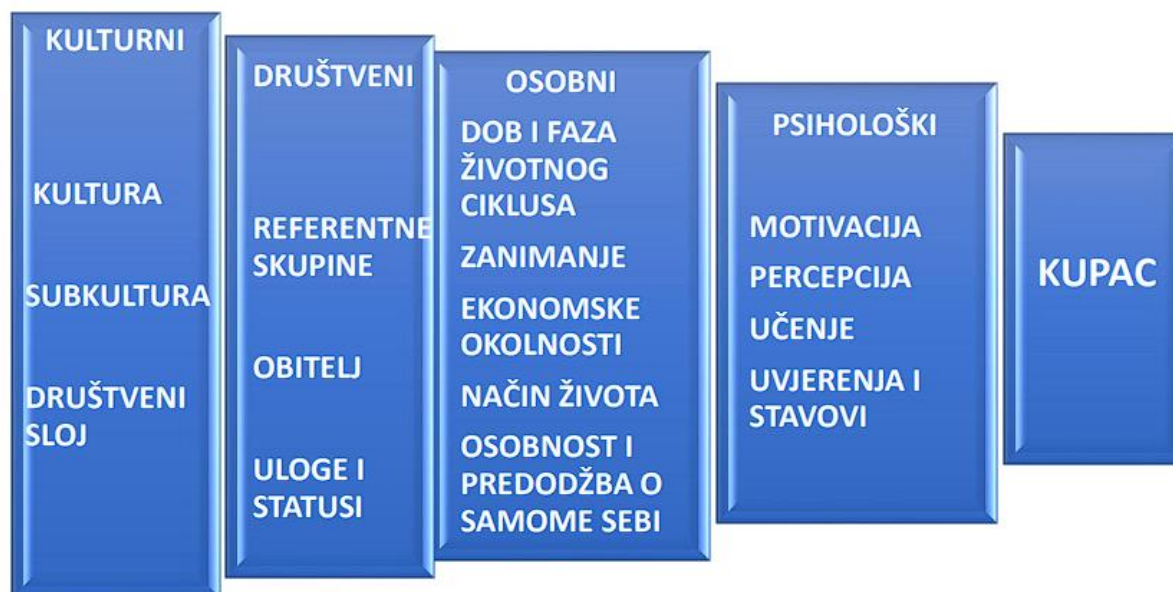 KULTURNI
KULTURA
SUBKULTURA
DRUŠTVENI
SLOJ
DRUŠTVENI
REFERENTNE
SKUPINE
OBITELJ
ULOGE I
STATUSI
OSOBNI
DOB I FAZA
ŽIVOTNOG
CIKLUSA
ZANIMANJE
EKONOMSKE
OKOLNOSTI
NAČIN ŽIVOTA
OSOBNOST I
PREDODŽBA O
SAMOME SEBI
PSIHOLOŠKI
MOTIVACIJA
PERCEPCIJA
UČENJE
UVJERENJA I
STAVOVI
KUPAC